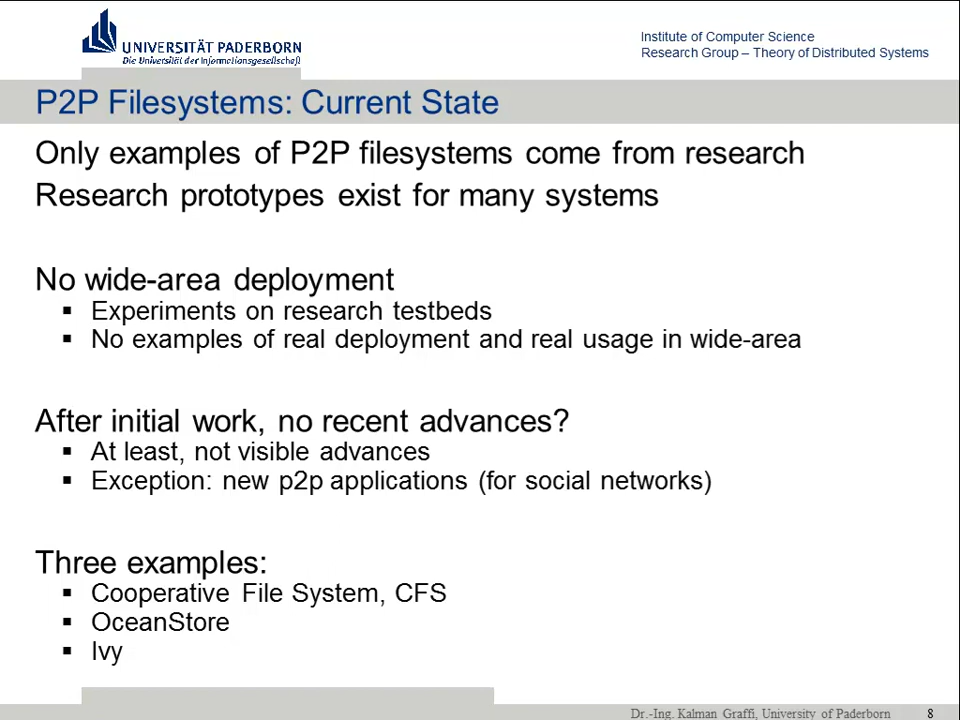 UNIVERSITÄT PADERBORN
Die Universität der Informationsgesellschaft
Institute of Computer Science
Research Group – Theory of Distributed Systems
P2P Filesystems: Current State
Only examples of P2P filesystems come from research
Research prototypes exist for many systems
No wide-area deployment
▪ Experiments on research testbeds
▪ No examples of real deployment and real usage in wide-area
After initial work, no recent advances?
▪ At least, not visible advances
▪ Exception: new p2p applications (for social networks)
Three examples:
▪ Cooperative File System, CFS
▪ OceanStore
▪ Ivy
Dr.-Ing. Kalman Graffi, University of Paderborn 8